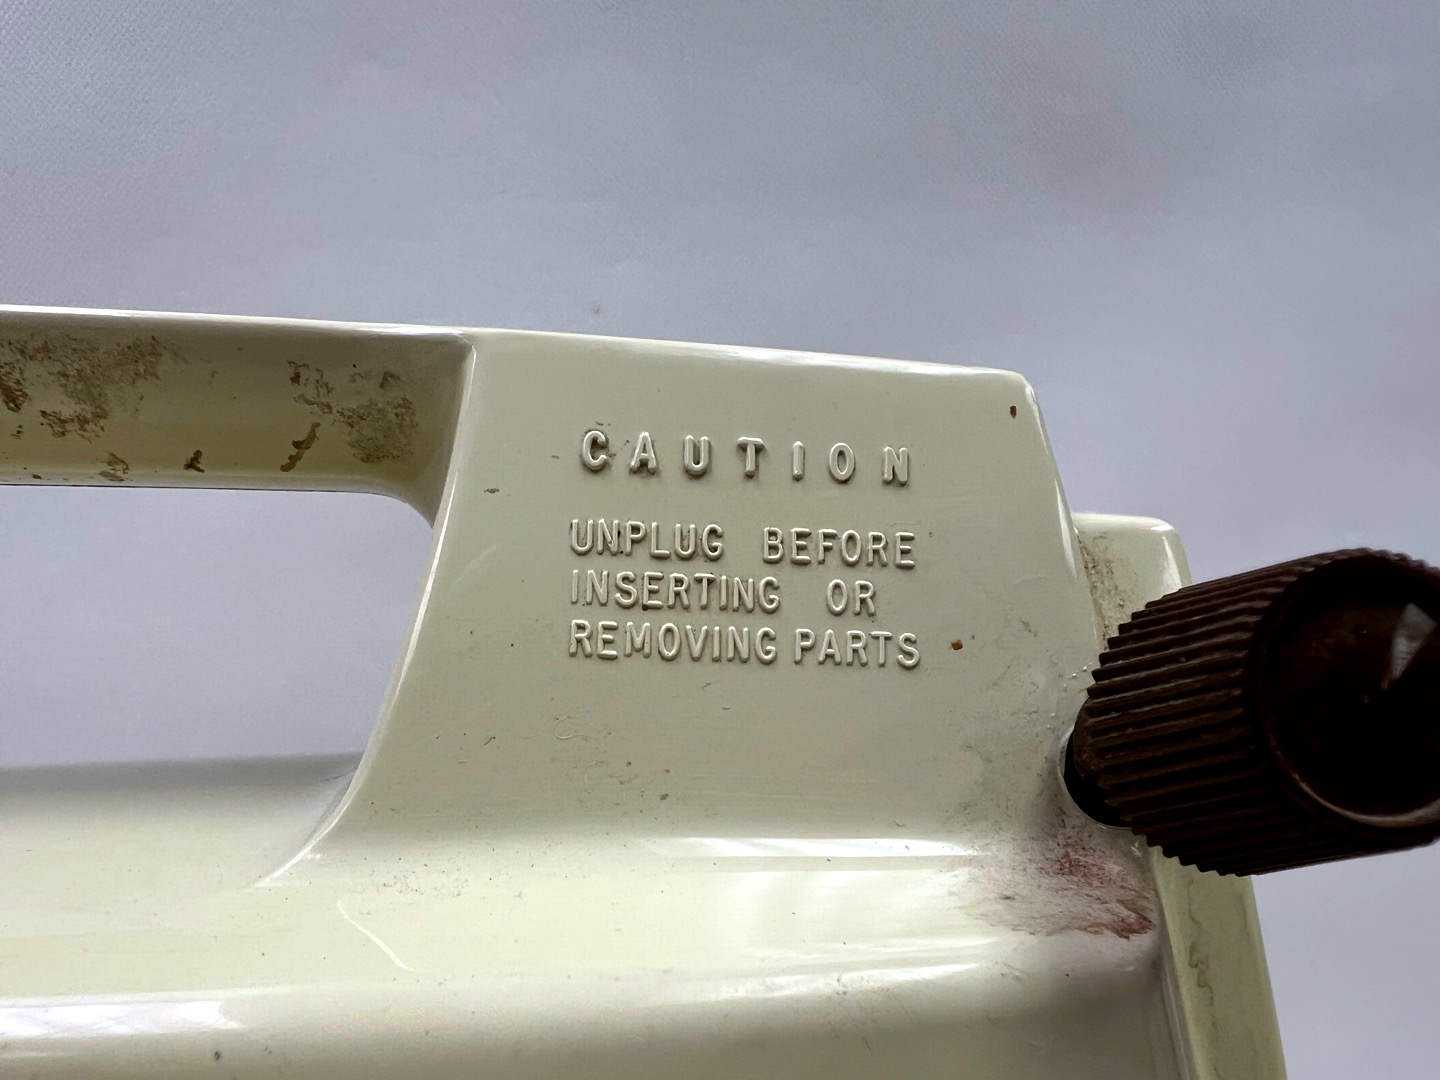 CAUTION
UNPLUG BEFORE
INSERTING OR
REMOVING PARTS